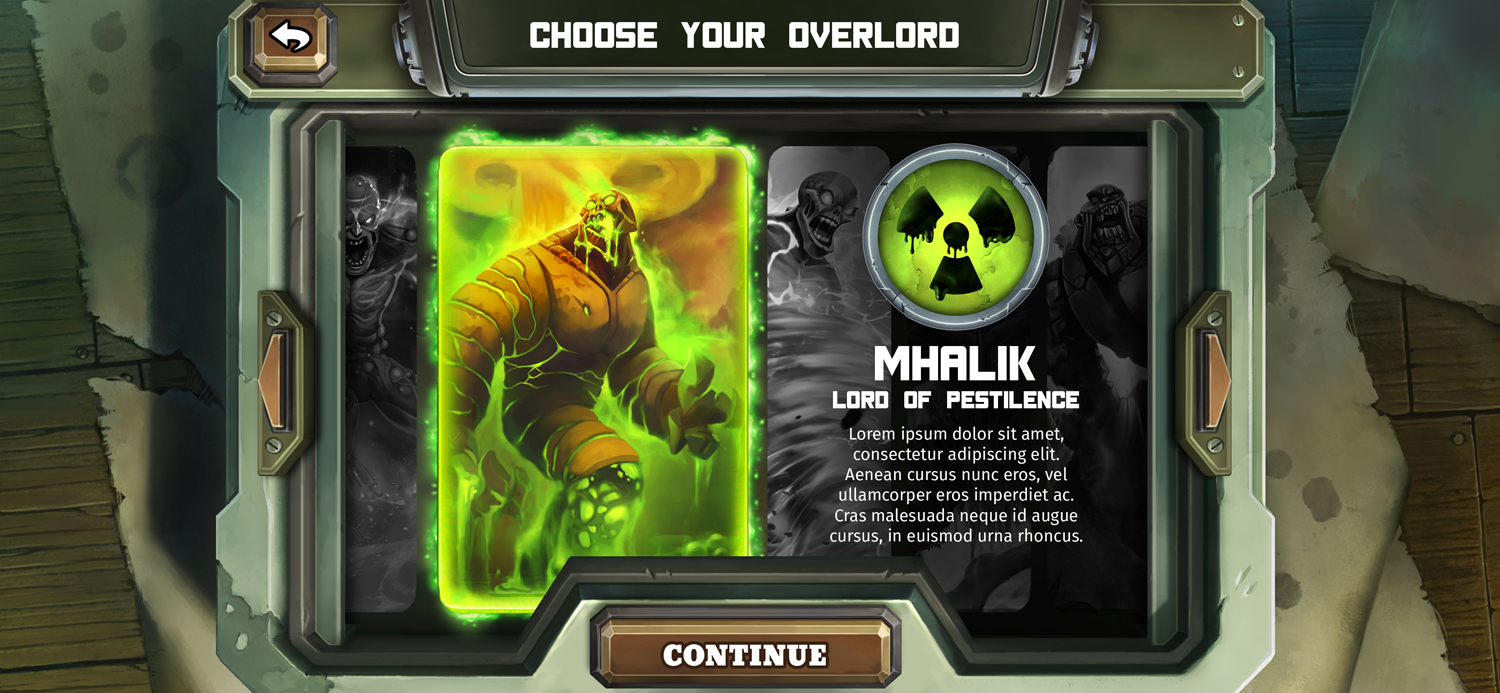 CHOOSE YOUR OVERLORD
MHALIK
LORD OF PESTILENCE
Lorem ipsum dolor sit amet,
consectetur adipiscing elit.
Aenean cursus nunc eros, vel
ullamcorper eros imperdiet ac.
Cras malesuada neque id augue
cursus, in euismod urna rhoncus.
CONTINUE